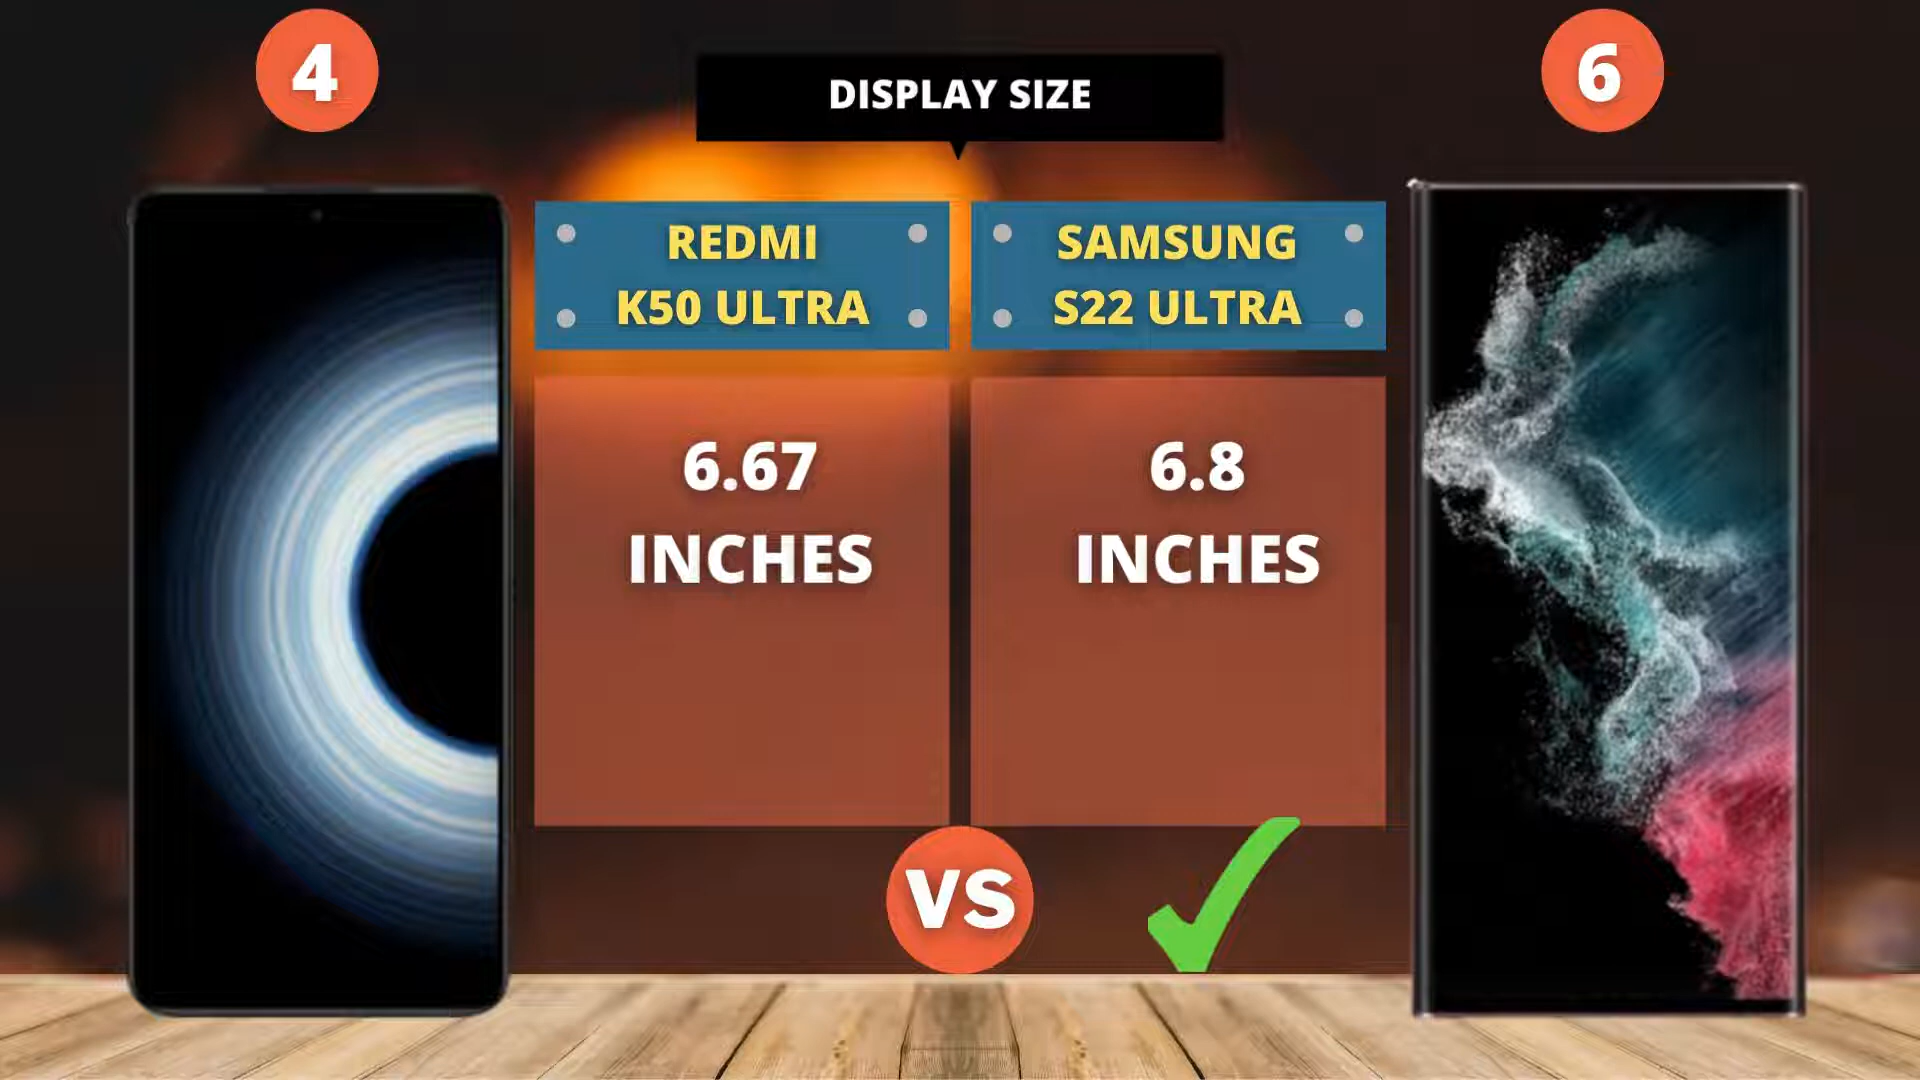 4
DISPLAY SIZE
6
REDMI
K50 ULTRA
SAMSUNG
S22 ULTRA
6.67
INCHES
6.8
INCHES
VS